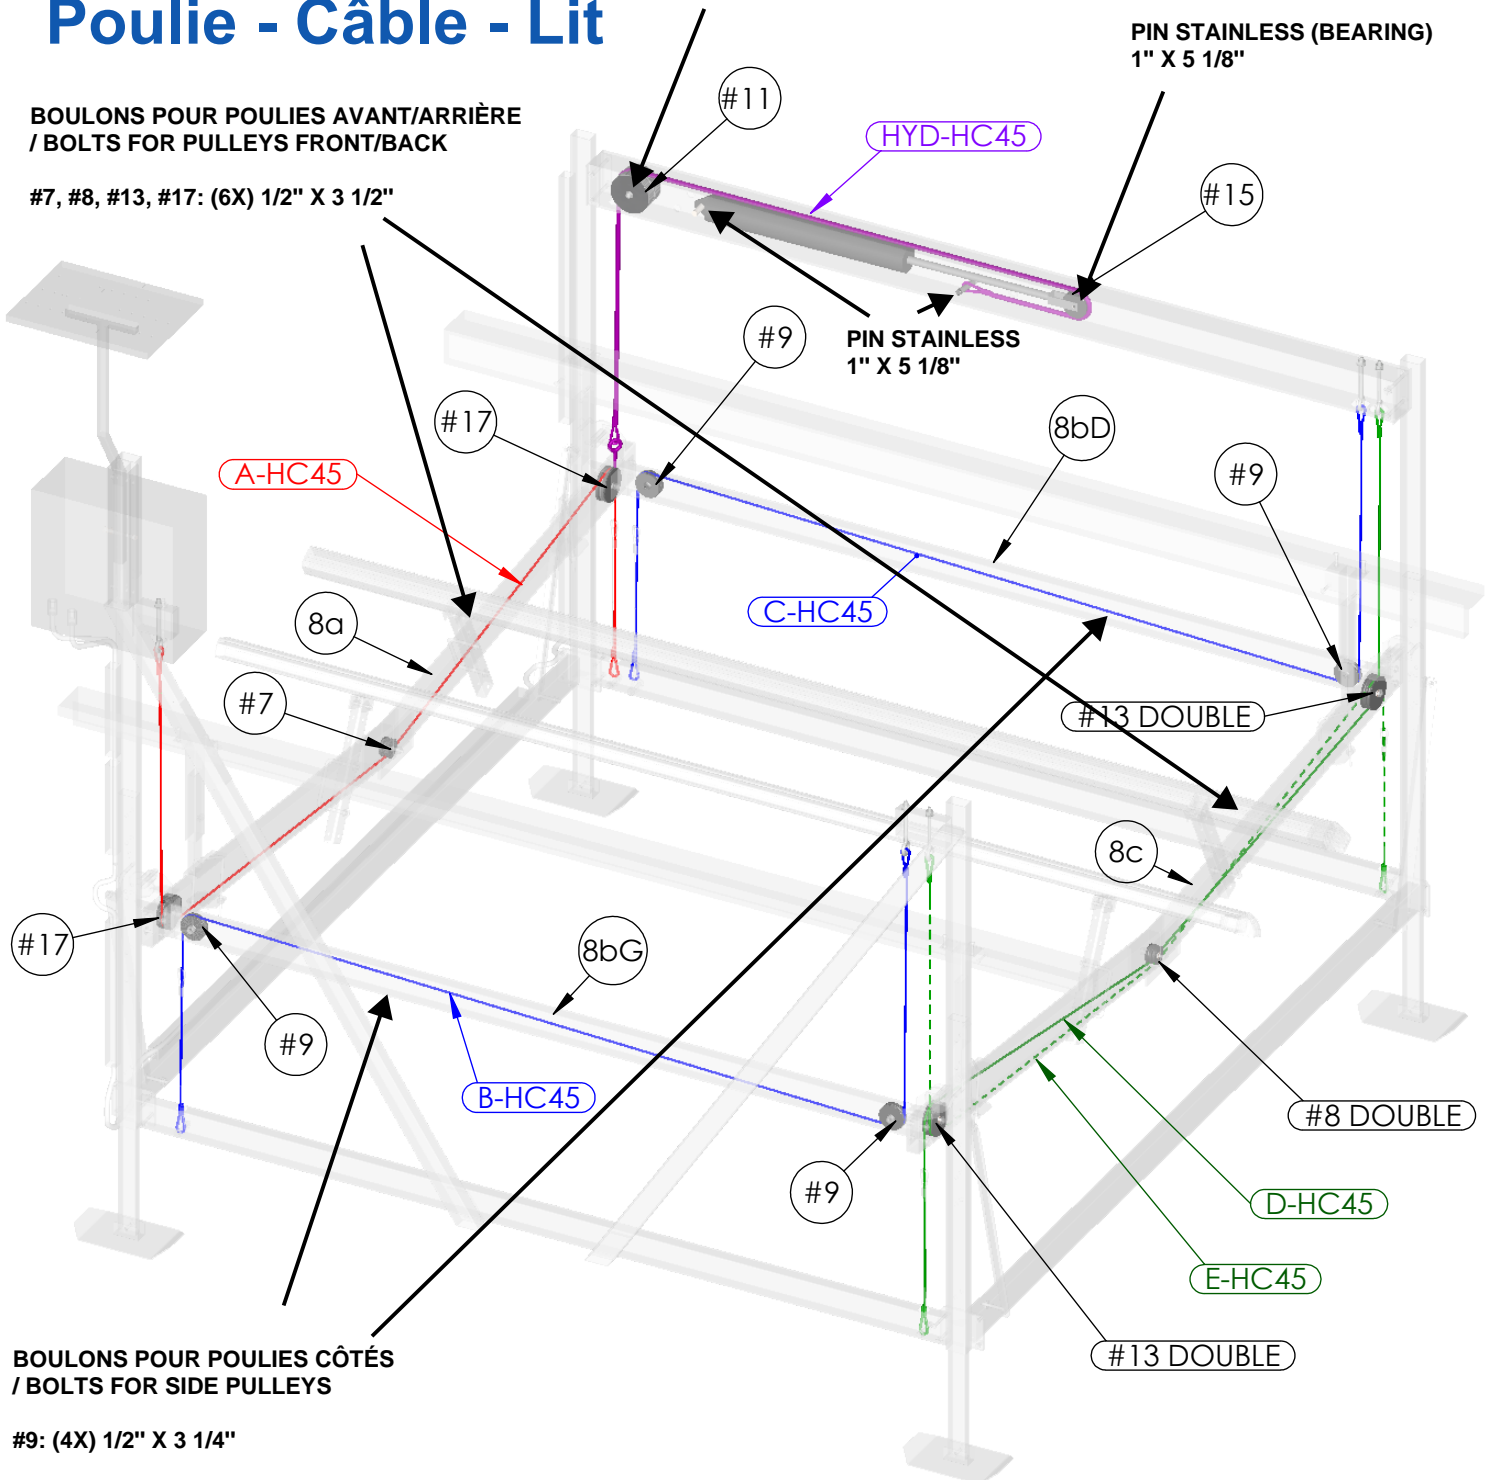 Poulie - Câble - Lit
PIN STAINLESS (BEARING)
1" X 5 1/8"
BOULONS POUR POULIES AVANT/ARRIÈRE
/ BOLTS FOR PULLEYS FRONT/BACK
#7, #8, #13, #17: (6X) 1/2" X 3 1/2"
#11
HYD-HC45
#15
PIN STAINLESS
1" X 5 1/8"
#9
#17
8bD
#9
A-HC45
C-HC45
8a
#7
#13 DOUBLE
8c
#17
8bG
#9
B-HC45
#8 DOUBLE
#9
D-HC45
E-HC45
#13 DOUBLE
BOULONS POUR POULIES CÔTÉS
/ BOLTS FOR SIDE PULLEYS
#9: (4X) 1/2" X 3 1/4"